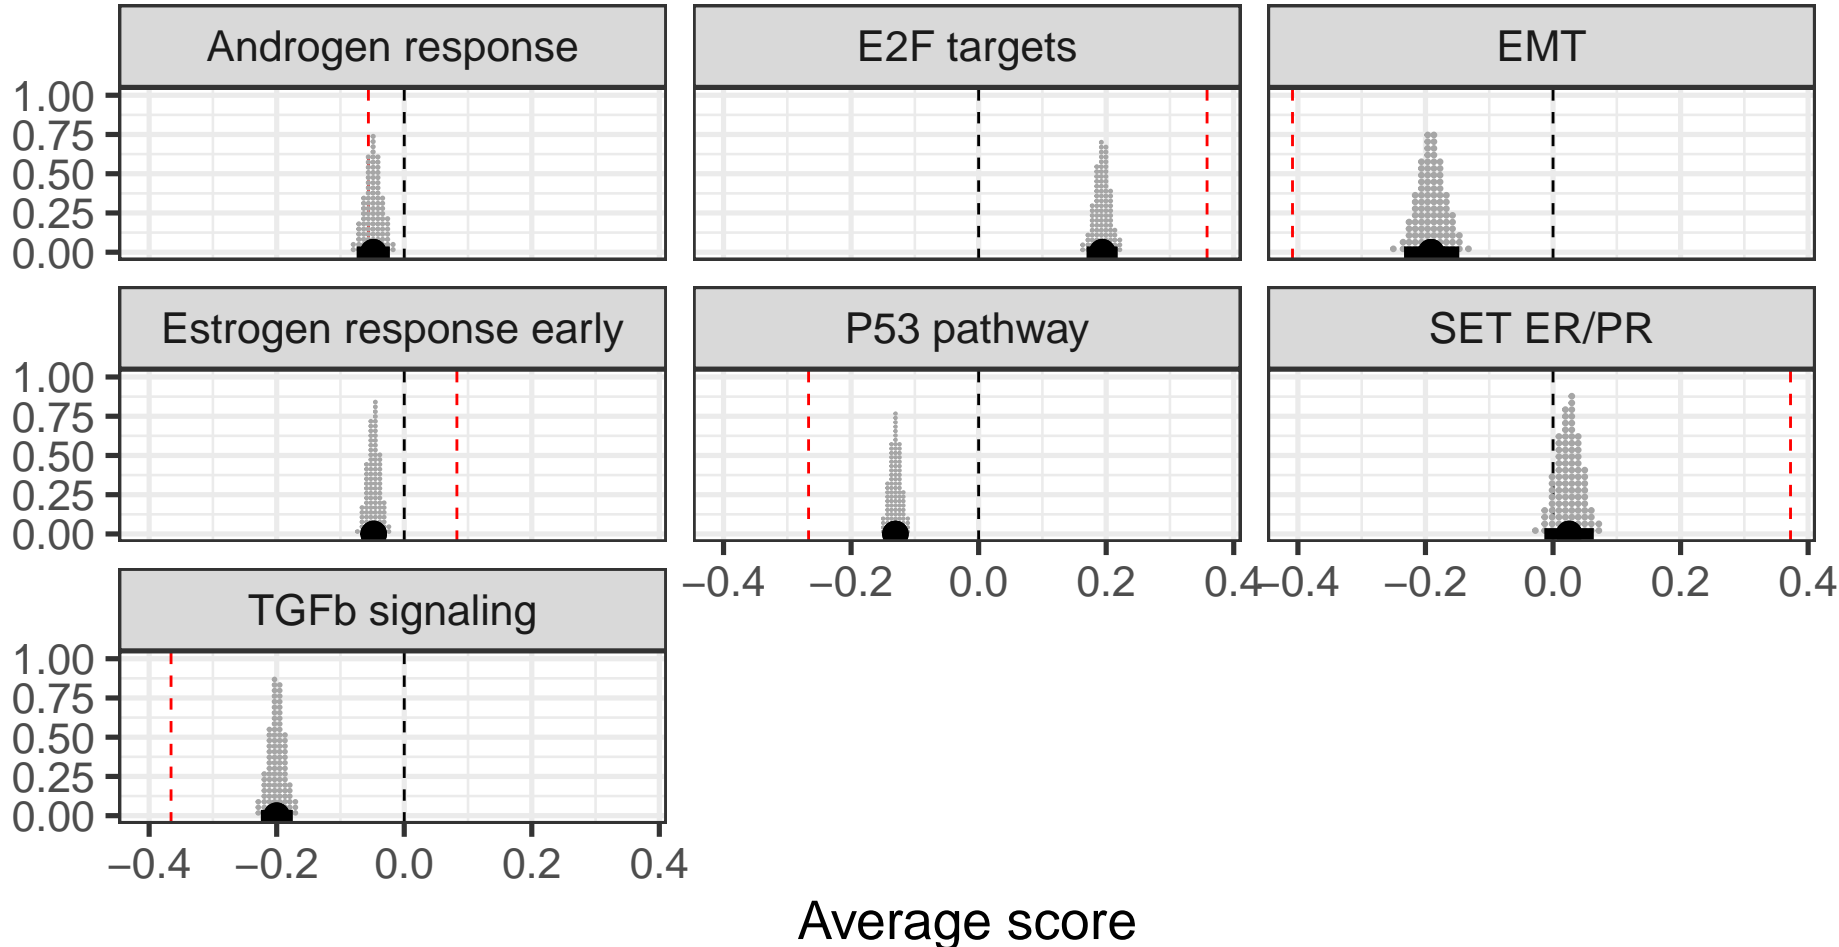 Androgen response
E2F targets
EMT
1.00
0.75
0.50
0.25
0.00
Estrogen response early
P53 pathway
SET ER/PR
1.00
0.75
0.50
0.25
0.00
−0.4 −0.2 0.0 0.2 0.4
−0.4 −0.2 0.0 0.2 0.4
TGFb signaling
1.00
0.75
0.50
0.25
0.00
−0.4 −0.2 0.0 0.2 0.4
Average score